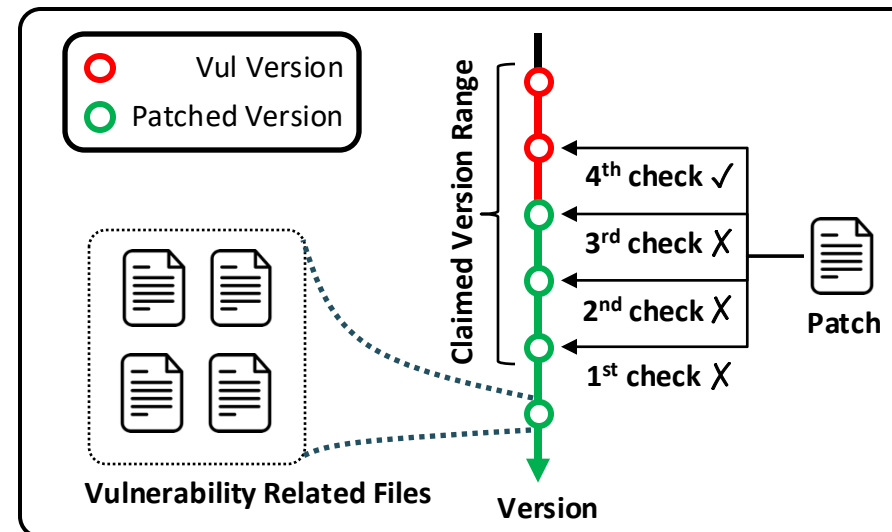 Vul Version
Patched Version
Claimed Version Range
4th check ✓
3rd check ✗
2nd check ✗
1st check ✗
Patch
Vulnerability Related Files
Version